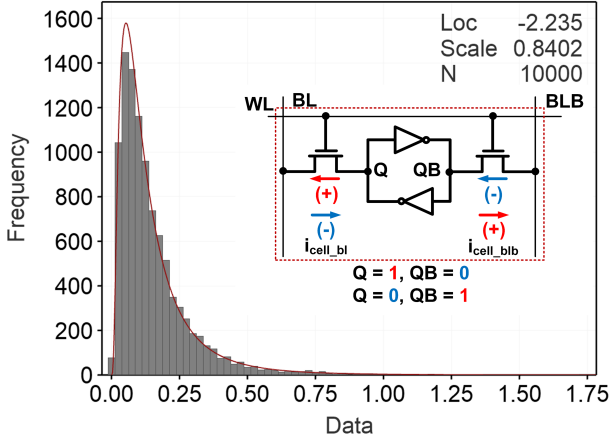 1600
1400
1200
1000
800
600
400
200
0
Frequency
Loc -2.235
Scale 0.8402
N 10000
WL BL BLB
Q QB
(+) (-)
(-) (+)
i cell_bl i cell_blb
Q = 1, QB = 0
Q = 0, QB = 1
0.00 0.25 0.50 0.75 1.00 1.25 1.50 1.75
Data